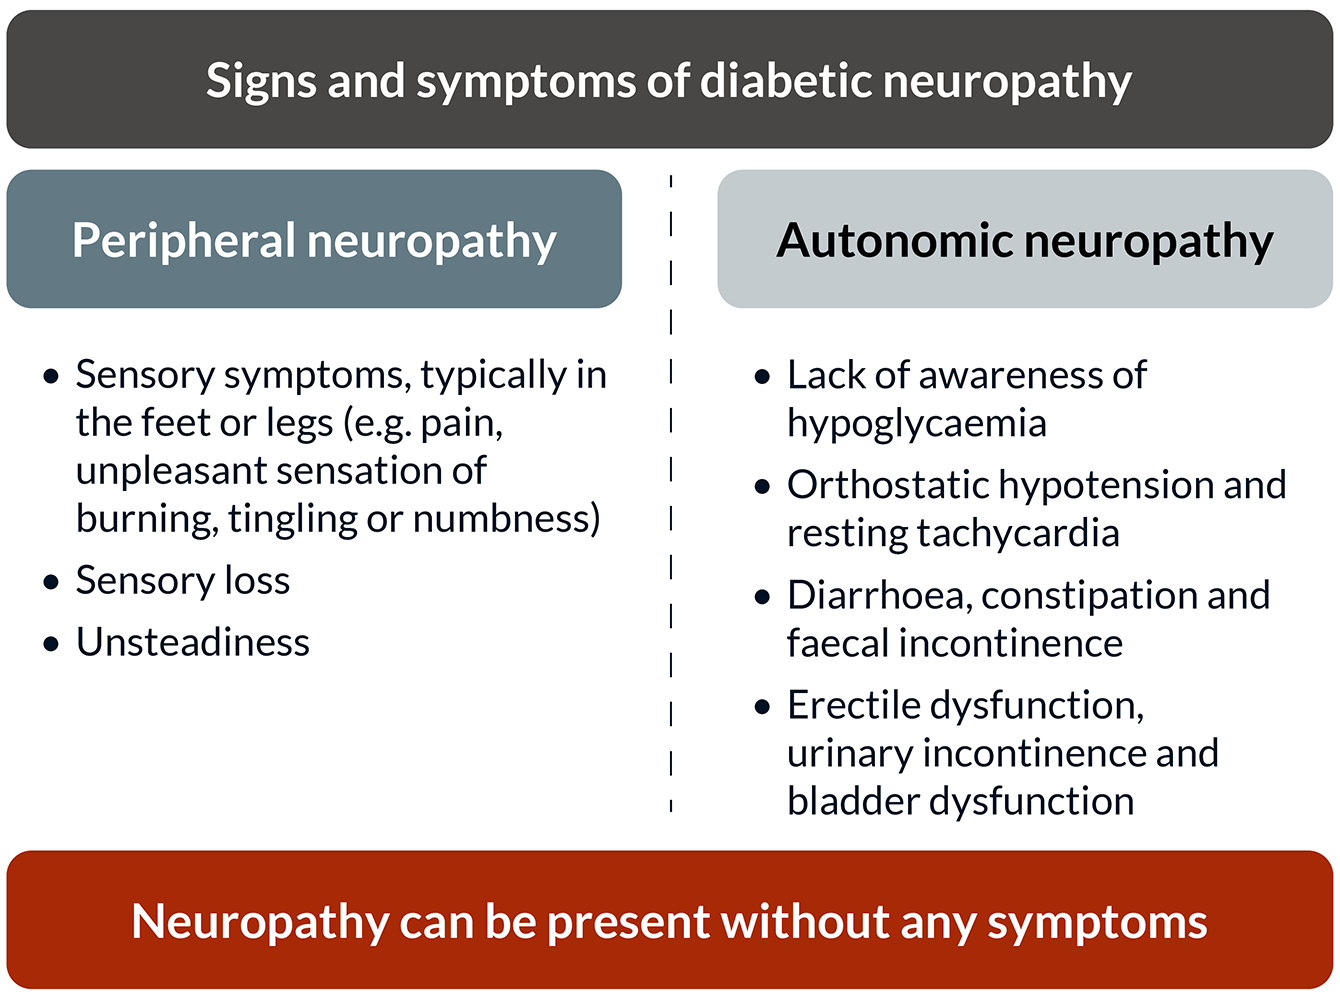 Signs and symptoms of diabetic neuropathy
Peripheral neuropathy
• Sensory symptoms, typically in
the feet or legs (e.g. pain,
unpleasant sensation of
burning, tingling or numbness)
• Sensory loss
• Unsteadiness
Autonomic neuropathy
• Lack of awareness of
hypoglycaemia
• Orthostatic hypotension and
resting tachycardia
• Diarrhoea, constipation and
faecal incontinence
• Erectile dysfunction,
urinary incontinence and
bladder dysfunction
Neuropathy can be present without any symptoms